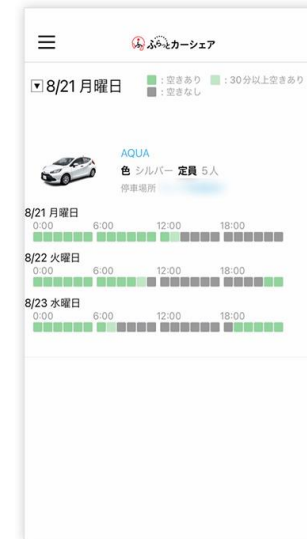 ふらっとカーシェア
▼ 8/21 月曜日
：空きあり ：30分以上空きあり
：空きなし
AQUA
色 シルバー 定員 5人
停車場所
8/21 月曜日
0:00 6:00 12:00 18:00
8/22 火曜日
0:00 6:00 12:00 18:00
8/23 水曜日
0:00 6:00 12:00 18:00